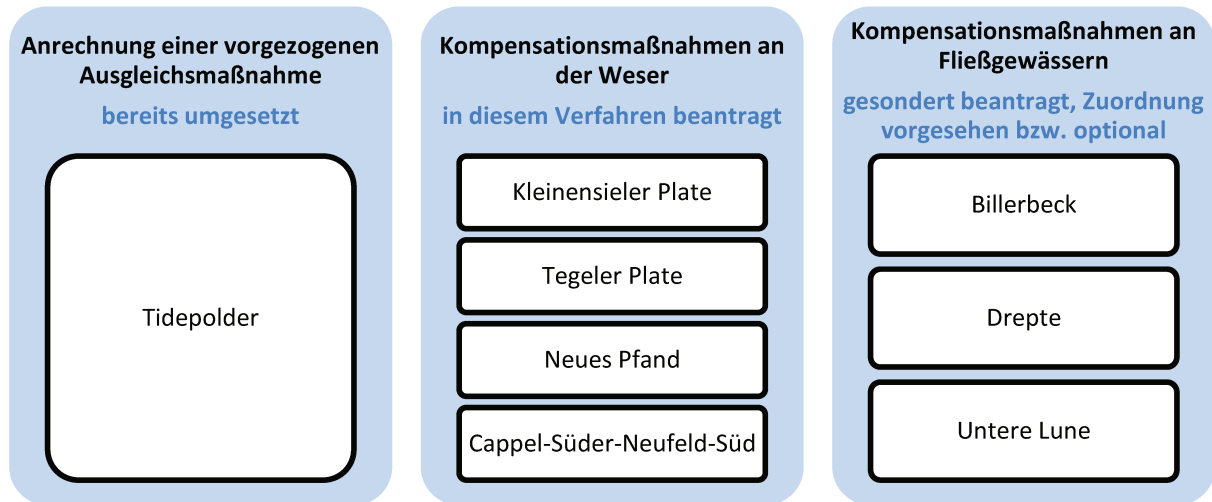 Anrechnung einer vorgezogenen
Ausgleichsmaßnahme
bereits umgesetzt
Tidepolder
Kompensationsmaßnahmen an
der Weser
in diesem Verfahren beantragt
Kleinensieler Plate
Tegeler Plate
Neues Pfand
Cappel-Süder-Neufeld-Süd
Kompensationsmaßnahmen an
Fließgewässern
gesondert beantragt, Zuordnung
vorgesehen bzw. optional
Billerbeck
Drepte
Untere Lune